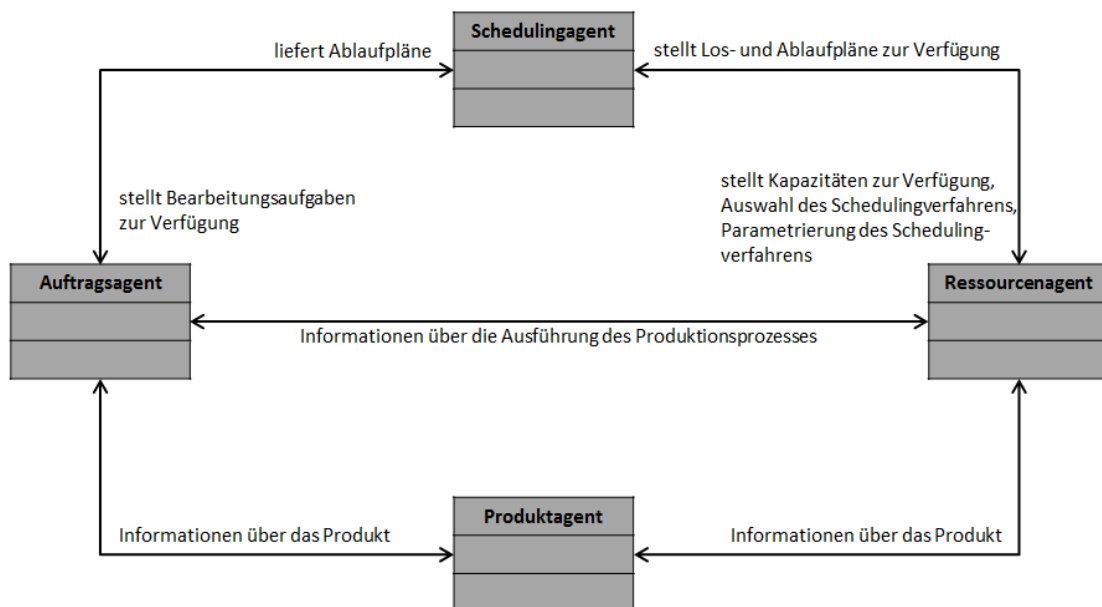 Schedulingagent
liefert Ablaufpläne
stellt Los- und Ablaufpläne zur Verfügung
stellt Bearbeitungsaufgaben
zur Verfügung
stellt Kapazitäten zur Verfügung,
Auswahl des Schedulingverfahrens,
Parametrierung des Scheduling-
verfahrens
Auftragsagent
Ressourcenagent
Informationen über die Ausführung des Produktionsprozesses
Produktagent
Informationen über das Produkt
Informationen über das Produkt